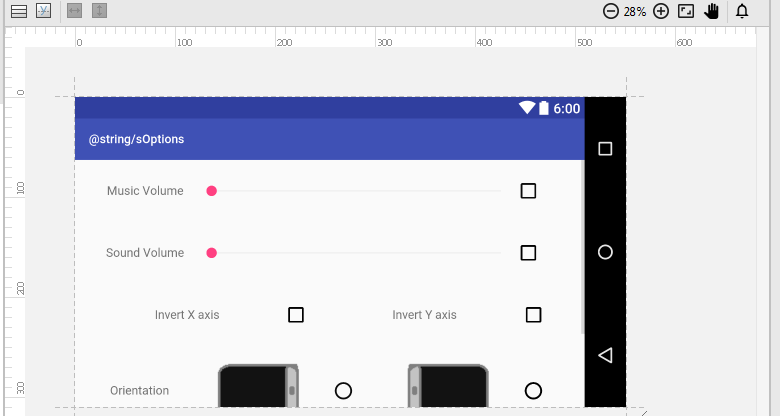 28%
0 100 200 300 400 500 600
0
6:00
@string/sOptions
Music Volume
100
Sound Volume
200
Invert X axis Invert Y axis
Orientation
300